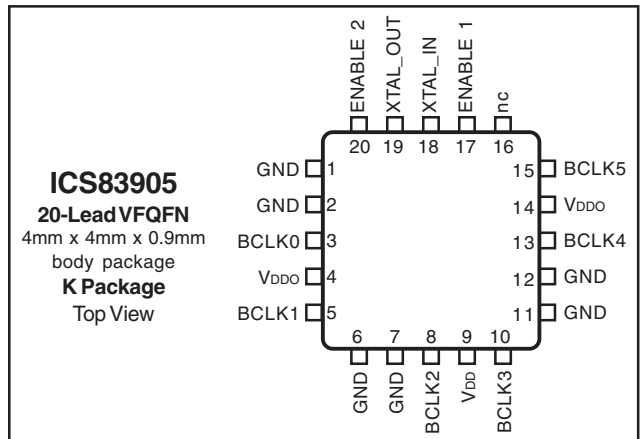 ENABLE 2
XTAL_OUT
XTAL_IN
ENABLE 1
nc
20 19 18 17 16
ICS83905
20-Lead VFQFN
4mm x 4mm x 0.9mm
body package
K Package
Top View
GND 1
GND 2
BCLK0 3
VDDO 4
BCLK1 5
15 BCLK5
14 VDDO
13 BCLK4
12 GND
11 GND
6 7 8 9 10
GND
GND
BCLK2
VDD
BCLK3